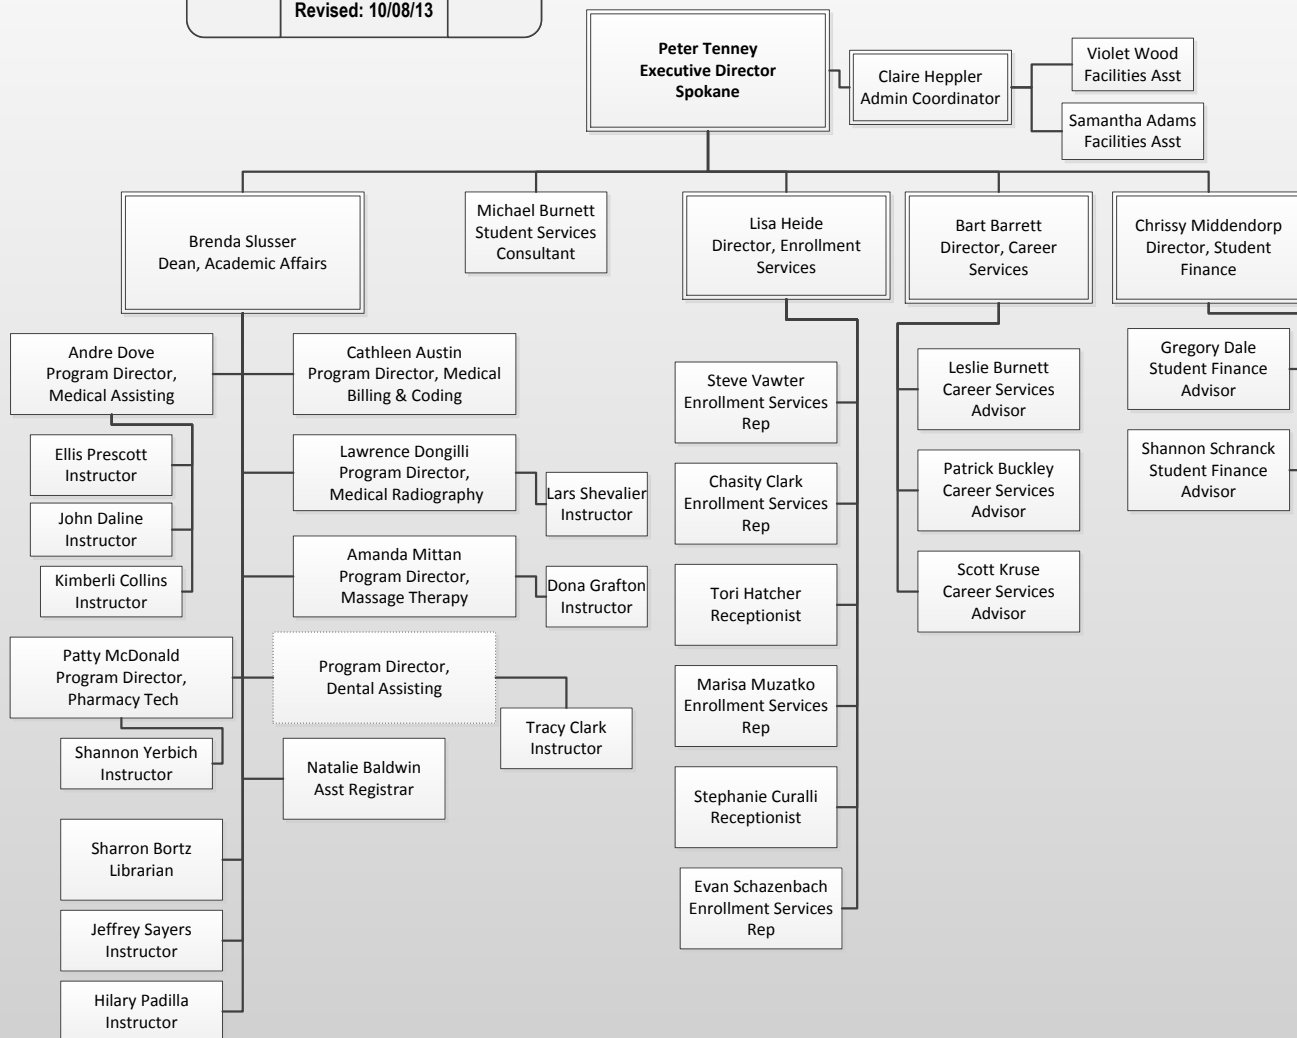 Revised: 10/08/13
Peter Tenney
Executive Director
Spokane
Claire Heppler
Admin Coordinator
Violet Wood
Facilities Asst
Samantha Adams
Facilities Asst
Brenda Slusser
Dean, Academic Affairs
Michael Burnett
Student Services
Consultant
Lisa Heide
Director, Enrollment
Services
Bart Barrett
Director, Career
Services
Chrissy Middendorp
Director, Student
Finance
Andre Dove
Program Director,
Medical Assisting
Ellis Prescott
Instructor
John Daline
Instructor
Kimberli Collins
Instructor
Patty McDonald
Program Director,
Pharmacy Tech
Shannon Yerbich
Instructor
Sharron Bortz
Librarian
Jeffrey Sayers
Instructor
Hilary Padilla
Instructor
Cathleen Austin
Program Director, Medical
Billing & Coding
Lawrence Dongilli
Program Director,
Medical Radiography
Lars Shevalier
Instructor
Amanda Mittan
Program Director,
Massage Therapy
Dona Grafton
Instructor
Program Director,
Dental Assisting
Tracy Clark
Instructor
Natalie Baldwin
Asst Registrar
Steve Vawter
Enrollment Services
Rep
Chasity Clark
Enrollment Services
Rep
Tori Hatcher
Receptionist
Marisa Muzatko
Enrollment Services
Rep
Stephanie Curalli
Receptionist
Evan Schazenbach
Enrollment Services
Rep
Leslie Burnett
Career Services
Advisor
Patrick Buckley
Career Services
Advisor
Scott Kruse
Career Services
Advisor
Gregory Dale
Student Finance
Advisor
Shannon Schranck
Student Finance
Advisor